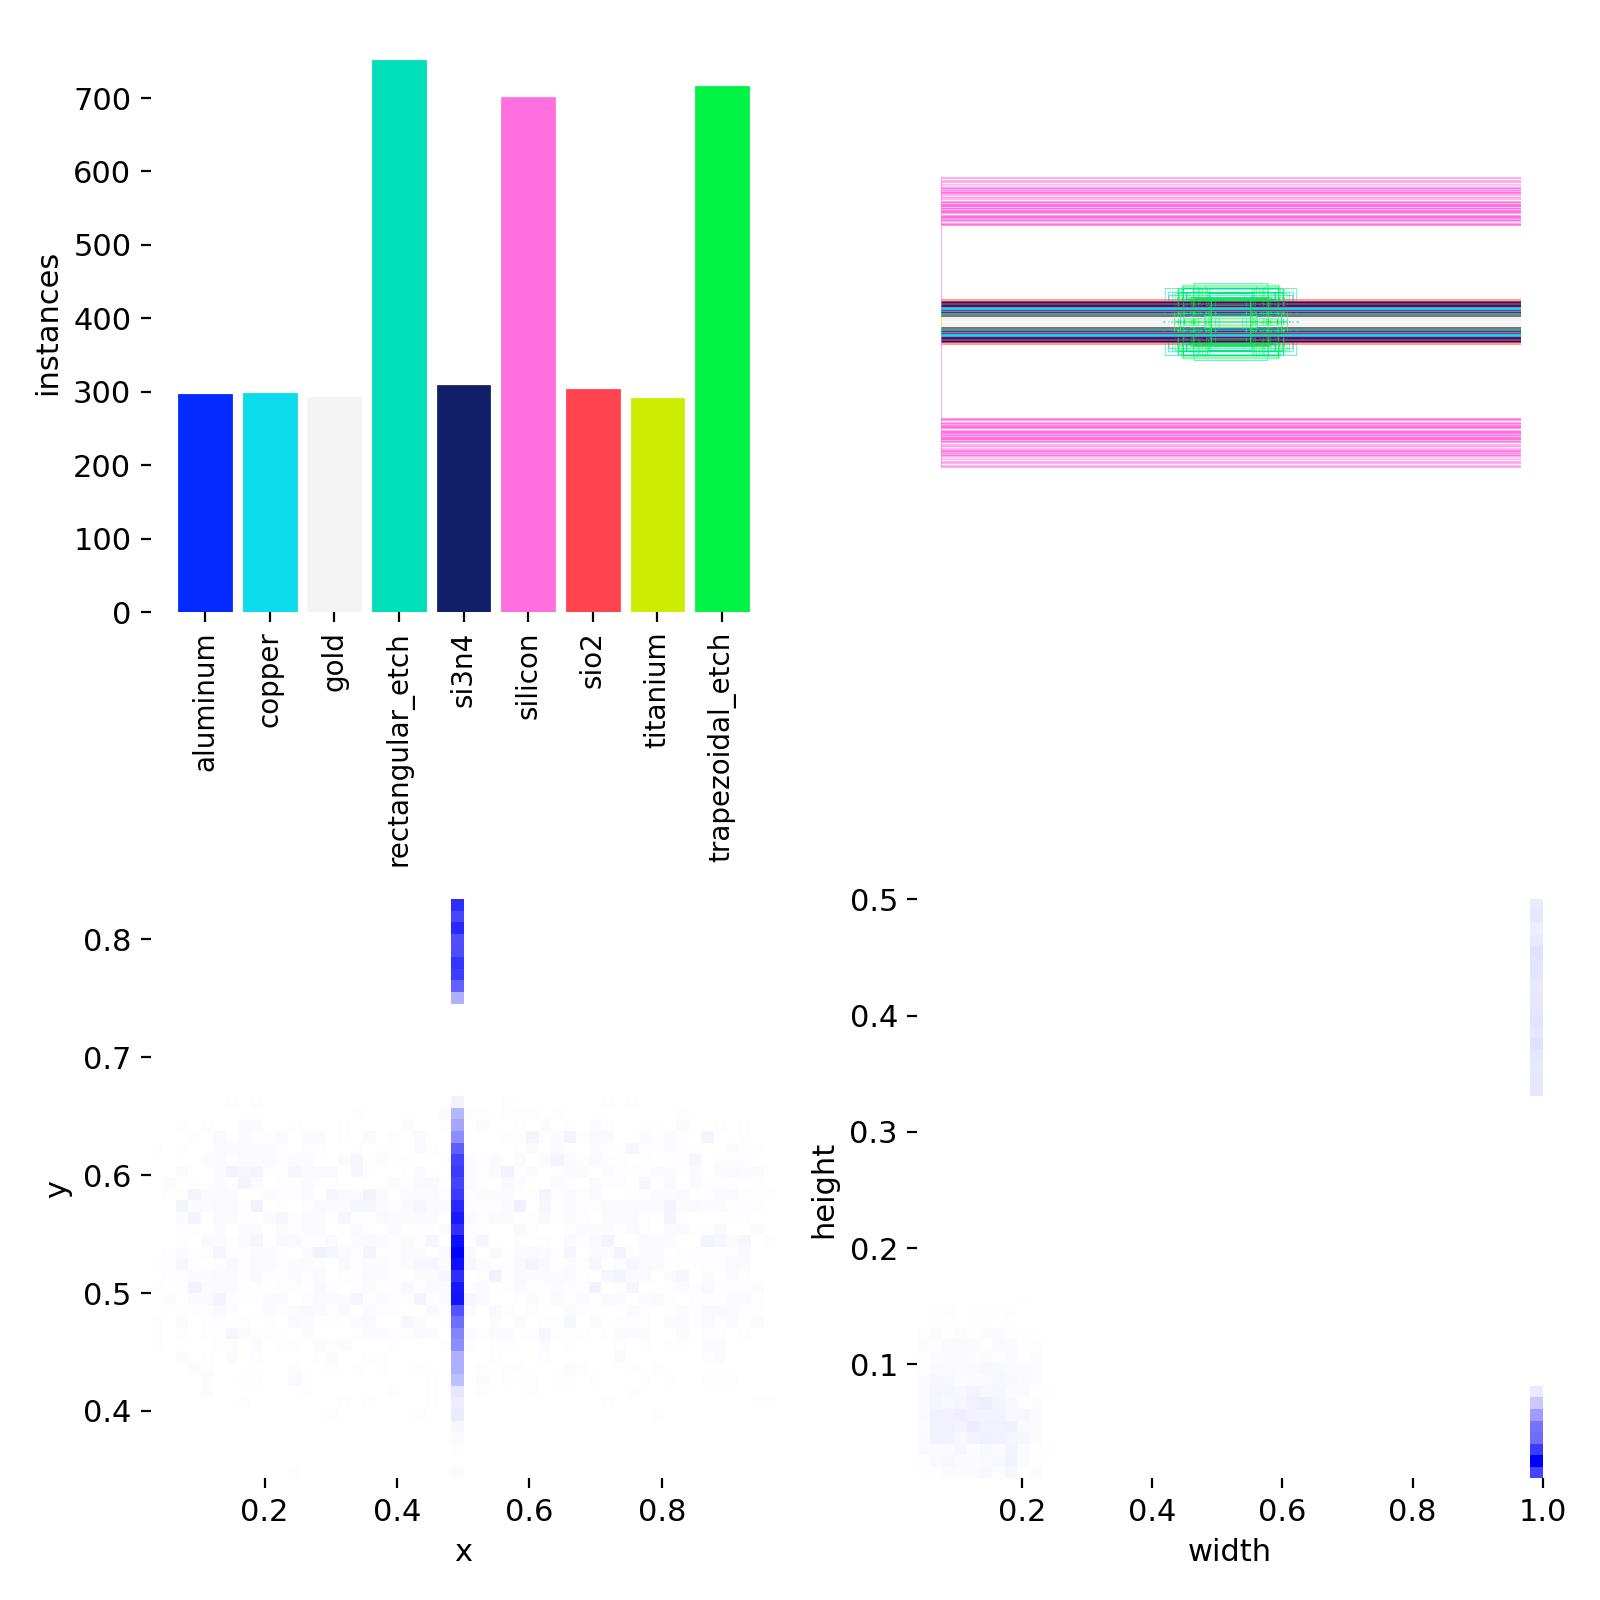 instances
700
600
500
400
300
200
100
0
aluminum
copper
gold
rectangular_etch
si3n4
silicon
sio2
titanium
trapezoidal_etch
y
0.8
0.7
0.6
0.5
0.4
0.2
0.4
0.6
0.8
x
height
0.5
0.4
0.3
0.2
0.1
0.2
0.4
0.6
0.8
1.0
width